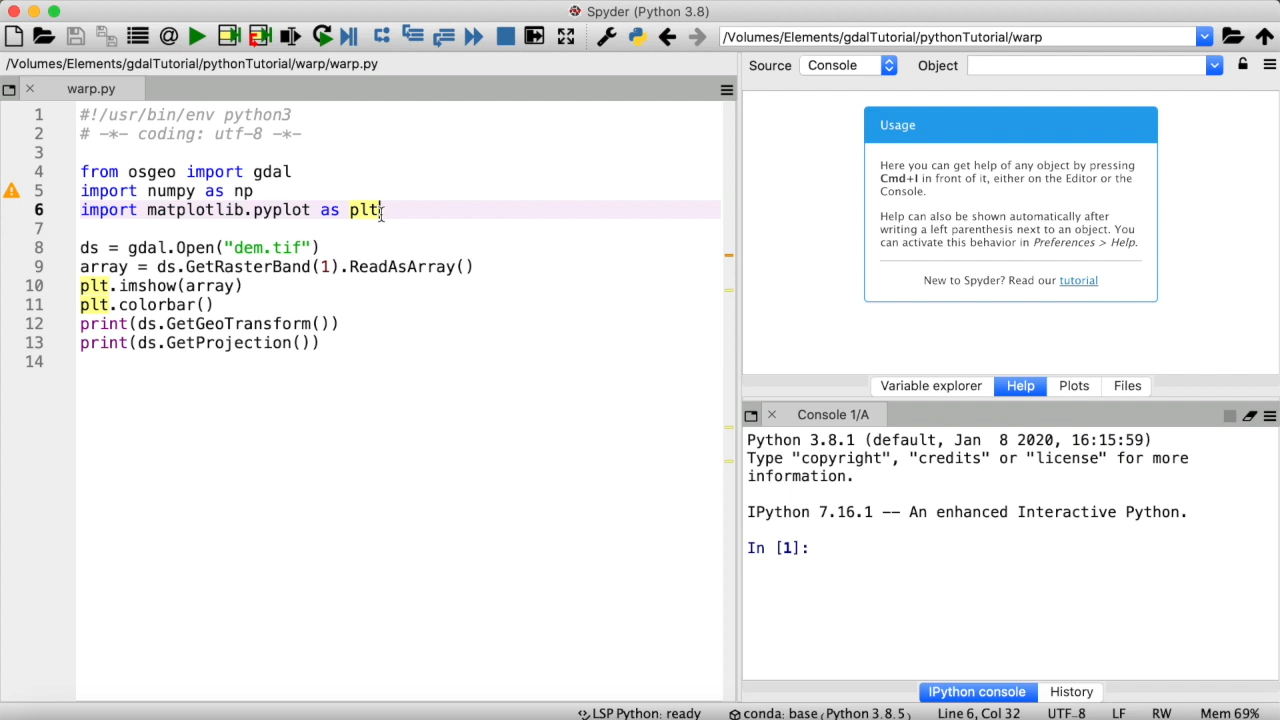 Spyder (Python 3.8)
/Volumes/Elements/gdalTutorial/pythonTutorial/warp
/Volumes/Elements/gdalTutorial/pythonTutorial/warp/warp.py
Source Console Object
warp.py
1 #!/usr/bin/env python3
2 # -*- coding: utf-8 -*-
3
4 from osgeo import gdal
5 import numpy as np
6 import matplotlib.pyplot as plt
7
8 ds = gdal.Open("dem.tif")
9 array = ds.GetRasterBand(1).ReadAsArray()
10 plt.imshow(array)
11 plt.colorbar()
12 print(ds.GetGeoTransform())
13 print(ds.GetProjection())
14
Usage
Here you can get help of any object by pressing
Cmd+I in front of it, either on the Editor or the
Console.
Help can also be shown automatically after
writing a left parenthesis next to an object. You
can activate this behavior in Preferences > Help.
New to Spyder? Read our tutorial
Variable explorer Help Plots Files
Console 1/A
Python 3.8.1 (default, Jan  8 2020, 16:15:59)
Type "copyright", "credits" or "license" for more
information.
IPython 7.16.1 -- An enhanced Interactive Python.
In [1]:
IPython console History
LSP Python: ready conda: base (Python 3.8.5) Line 6, Col 32 UTF-8 LF RW Mem 69%